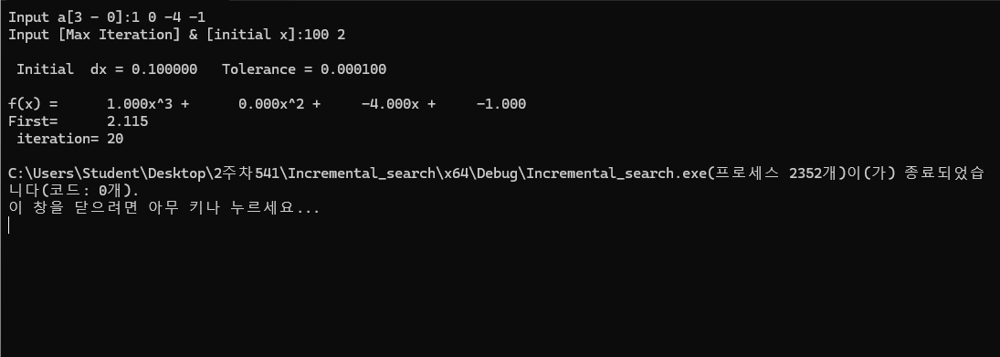 Input a[3 - 0]:1 0 -4 -1
Input [Max Iteration] & [initial x]:100 2
Initial  dx = 0.100000   Tolerance = 0.000100
f(x) =      1.000x^3 +      0.000x^2 +     -4.000x +     -1.000
First=      2.115
iteration= 20
C:\Users\Student\Desktop\2주차541\Incremental_search\x64\Debug\Incremental_search.exe(프로세스 2352개)이(가) 종료되었습
니다(코드: 0개).
이 창을 닫으려면 아무 키나 누르세요...